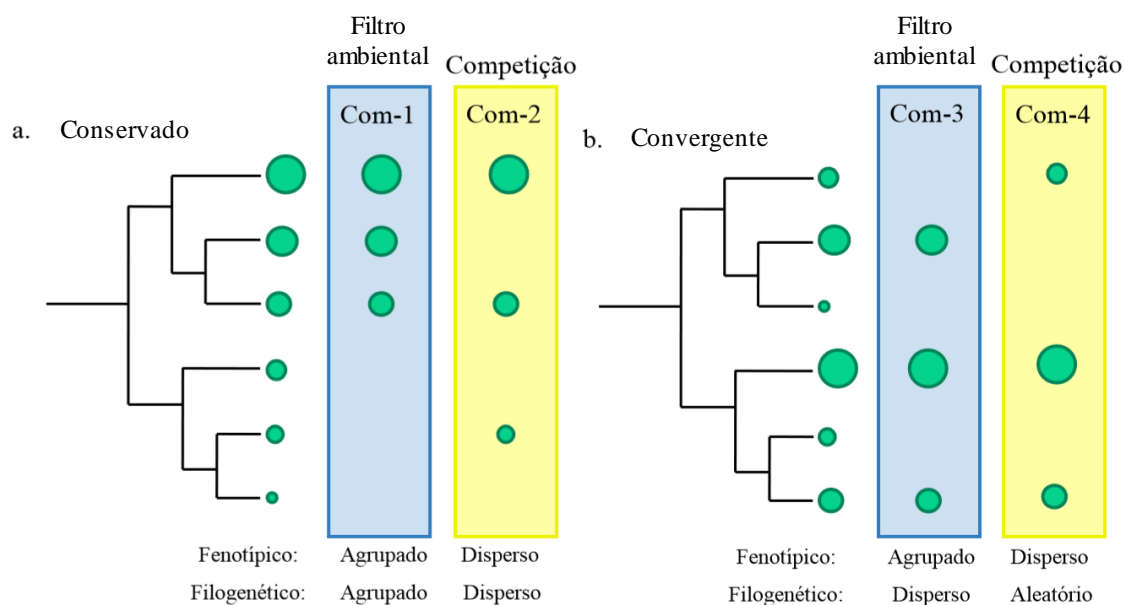 Filtro
ambiental
Competição
Com-1
Com-2
a. Conservado
Fenotípico: Agrupado Disperso
Filogenético: Agrupado Disperso
Filtro
ambiental
Competição
Com-3
Com-4
b. Convergente
Fenotípico: Agrupado Disperso
Filogenético: Disperso Aleatório